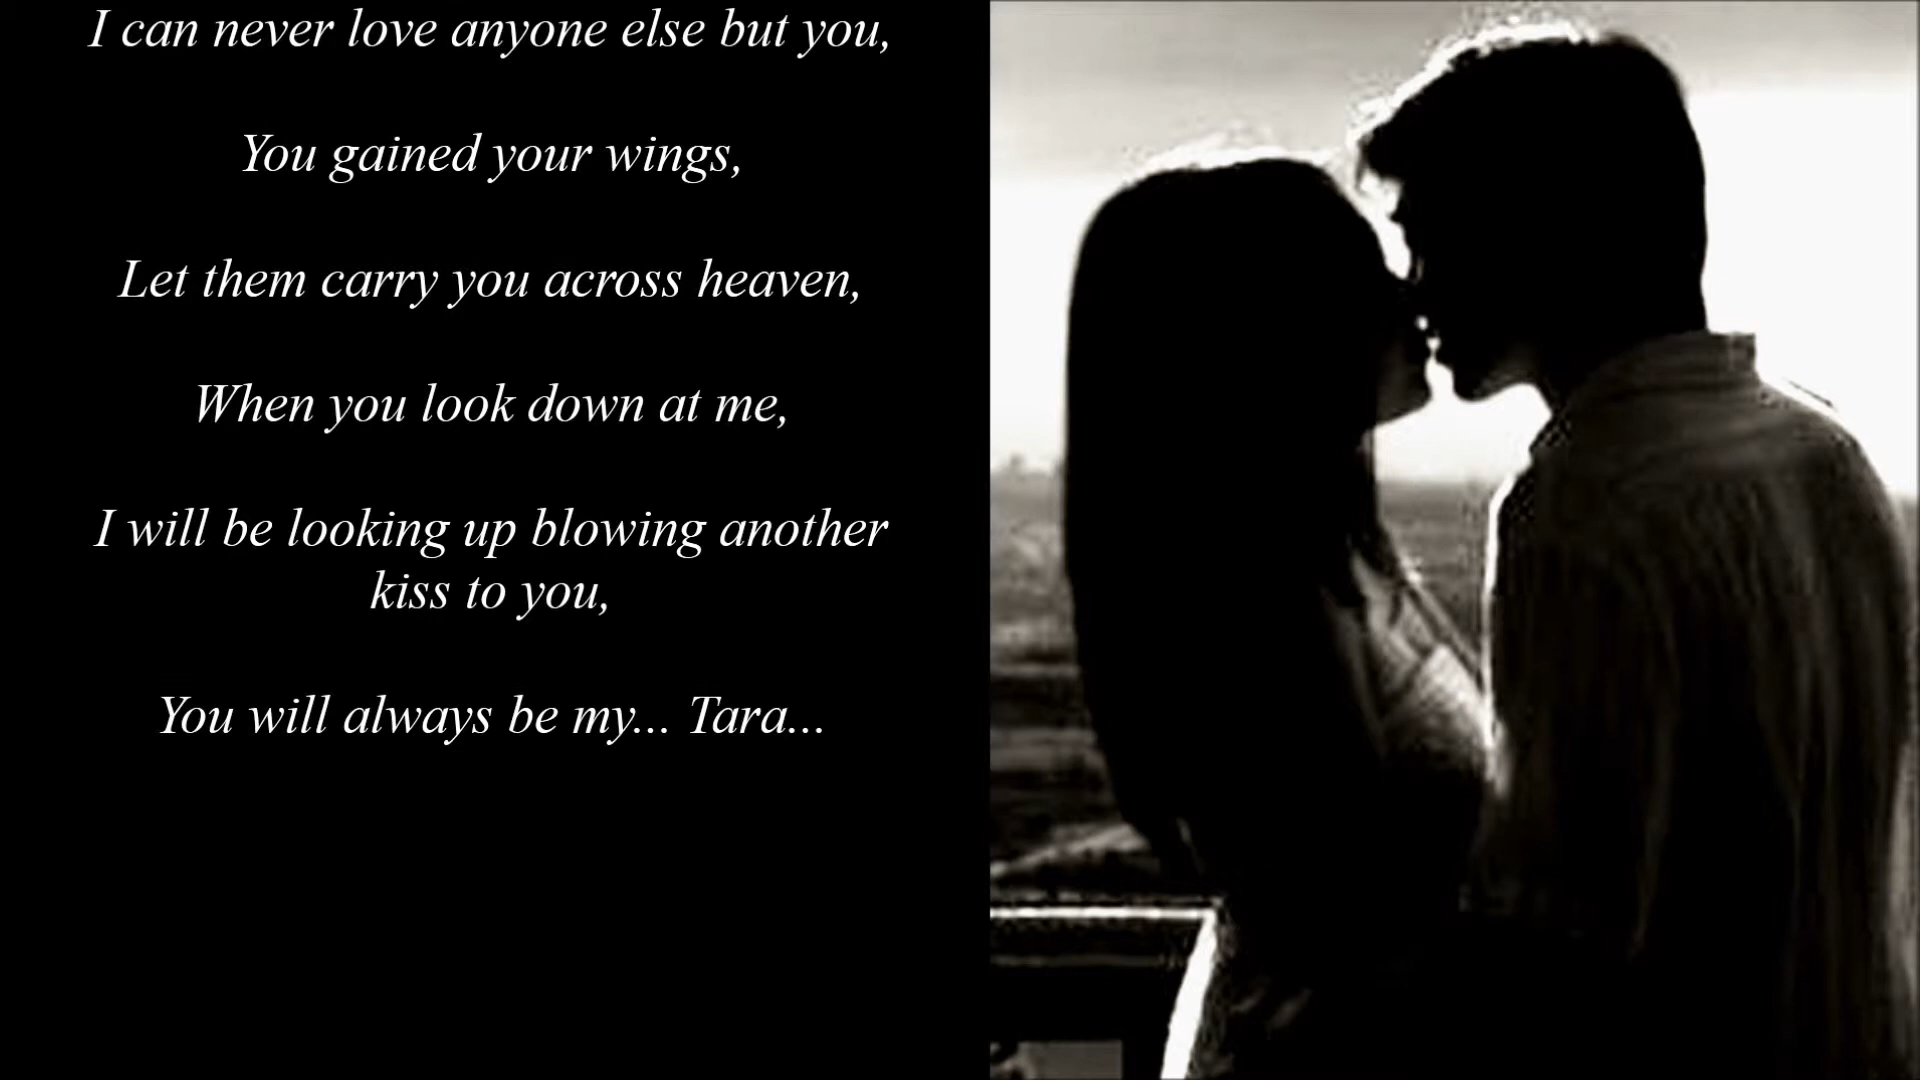 I can never love anyone else but you,
You gained your wings,
Let them carry you across heaven,
When you look down at me,
I will be looking up blowing another
kiss to you,
You will always be my... Tara...